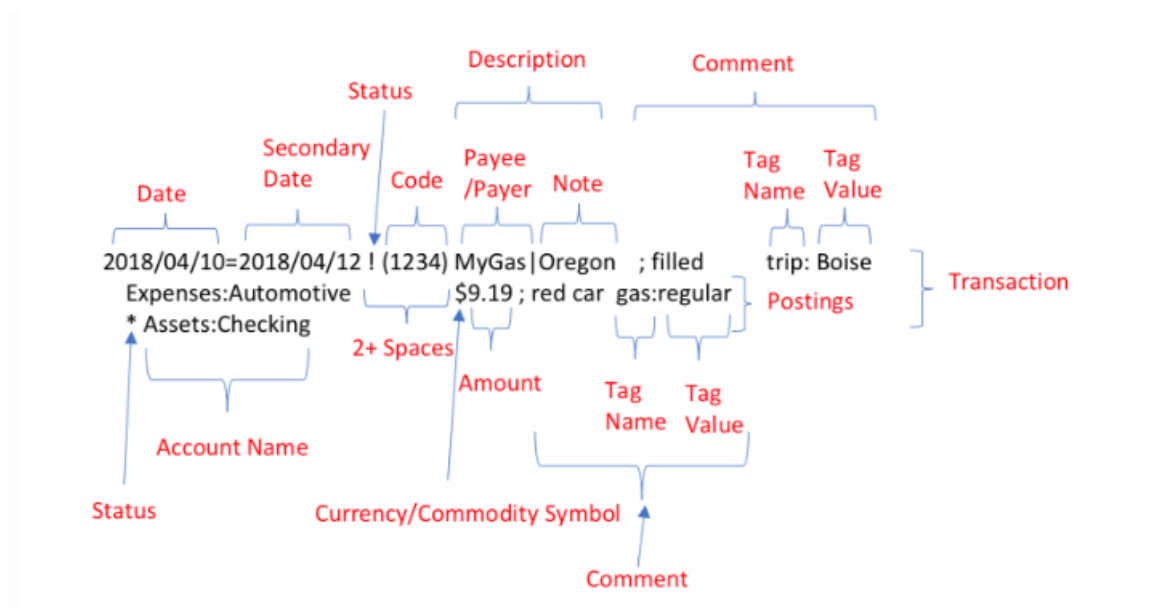 Description
Comment
Status
Secondary
Date
Payee
/Payer
Tag
Name
Tag
Value
Date
Code
Note
2018/04/10=2018/04/12 ! (1234) MyGas|Oregon ; filled trip: Boise
Expenses:Automotive $9.19 ; red car gas:regular
Postings
Transaction
* Assets:Checking
2+ Spaces
Amount
Tag
Name
Tag
Value
Account Name
Status
Currency/Commodity Symbol
Comment